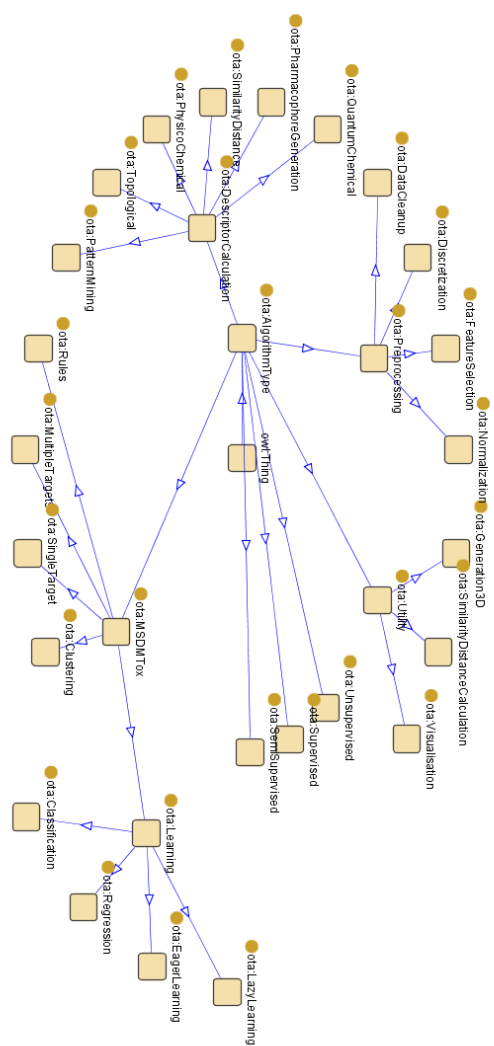 ota:PharmacophoreGeneration
ota:SimilarityDistance
ota:QuantumChemical
ota:PhysicoChemical
ota:Topological
ota:DescriptorCalculation
ota:PatternMining
ota:DataCleanup
ota:Discretization
ota:FeatureSelection
ota:Preprocessing
ota:Normalization
ota:AlgorithmType
owl:Thing
ota:Rules
ota:MultipleTargets
ota:SingleTarget
ota:Clustering
ota:MSDMTox
ota:Generation3D
ota:SimilarityDistanceCalculation
ota:Utility
ota:Visualisation
ota:Unsupervised
ota:Supervised
ota:SemiSupervised
ota:Learning
ota:Classification
ota:Regression
ota:EagerLearning
ota:LazyLearning